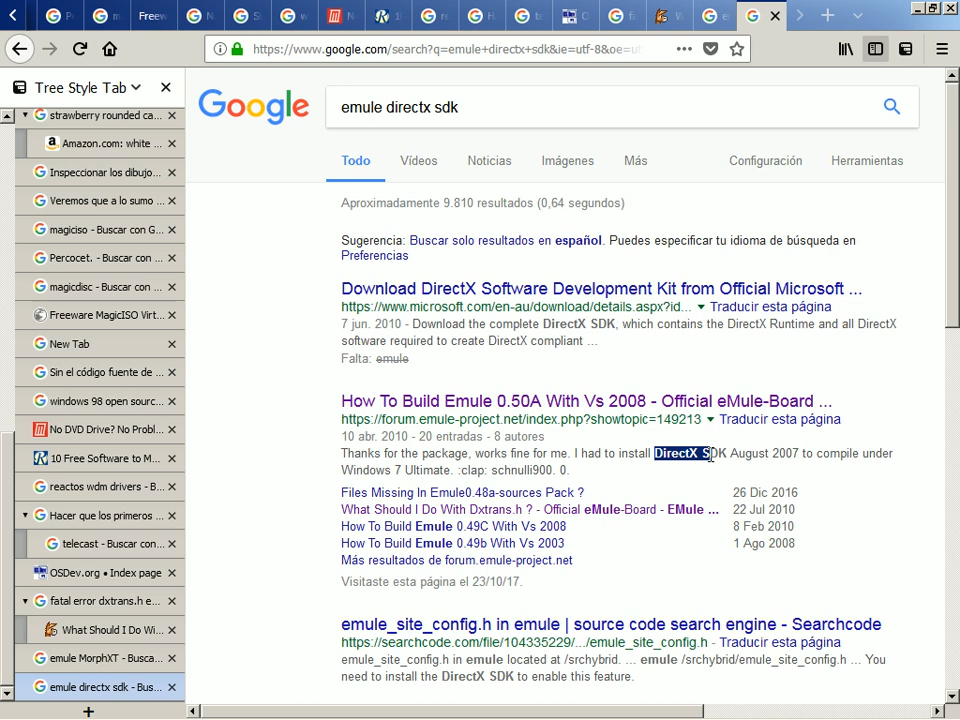 Freew
https://www.google.com/search?q=emule+directx+sdk&ie=utf-8&oe=ut
Tree Style Tab
strawberry rounded ca...
Amazon.com: white ...
Inspeccionar los dibujo...
Veremos que a lo sumo ...
magiciso - Buscar con G...
Percocet. - Buscar con ...
magicdisc - Buscar con ...
Freeware MagicISO Virt...
New Tab
Sin el código fuente de ...
windows 98 open sourc...
No DVD Drive? No Probl...
10 Free Software to M...
reactos wdm drivers - B...
Hacer que los primeros ...
telecast - Buscar con...
OSDev.org • Index page
fatal error dxtrans.h e...
What Should I Do Wi...
emule MorphXT - Busca...
emule directx sdk - Bus...
Google
emule directx sdk
Todo Vídeos Noticias Imágenes Más Configuración Herramientas
Aproximadamente 9.810 resultados (0,64 segundos)
Sugerencia: Buscar solo resultados en español. Puedes especificar tu idioma de búsqueda en
Preferencias
Download DirectX Software Development Kit from Official Microsoft ...
https://www.microsoft.com/en-au/download/details.aspx?id... ▼ Traducir esta página
7 jun. 2010 - Download the complete DirectX SDK, which contains the DirectX Runtime and all DirectX
software required to create DirectX compliant ...
Falta: emule
How To Build Emule 0.50A With Vs 2008 - Official eMule-Board ...
https://forum.emule-project.net/index.php?showtopic=149213 ▼ Traducir esta página
10 abr. 2010 - 20 entradas - 8 autores
Thanks for the package, works fine for me. I had to install DirectX SDK August 2007 to compile under
Windows 7 Ultimate. :clap: schnulli900. 0.
Files Missing In Emule0.48a-sources Pack ? 26 Dic 2016
What Should I Do With Dxtrans.h ? - Official eMule-Board - EMule ... 22 Jul 2010
How To Build Emule 0.49C With Vs 2008 8 Feb 2010
How To Build Emule 0.49b With Vs 2003 1 Ago 2008
Más resultados de forum.emule-project.net
Visitaste esta página el 23/10/17.
emule_site_config.h in emule | source code search engine - Searchcode
https://searchcode.com/file/104335229/.../emule_site_config.h - Traducir esta página
emule_site_config.h in emule located at /srchybrid. ... emule /srchybrid/emule_site_config.h ... You
need to install the DirectX SDK to enable this feature.